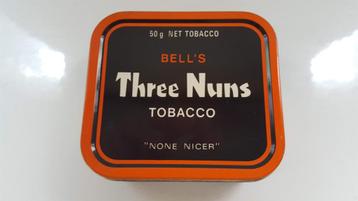 50g NET TOBACCO
BELL'S
Three Nuns
TOBACCO
"NONE NICER"